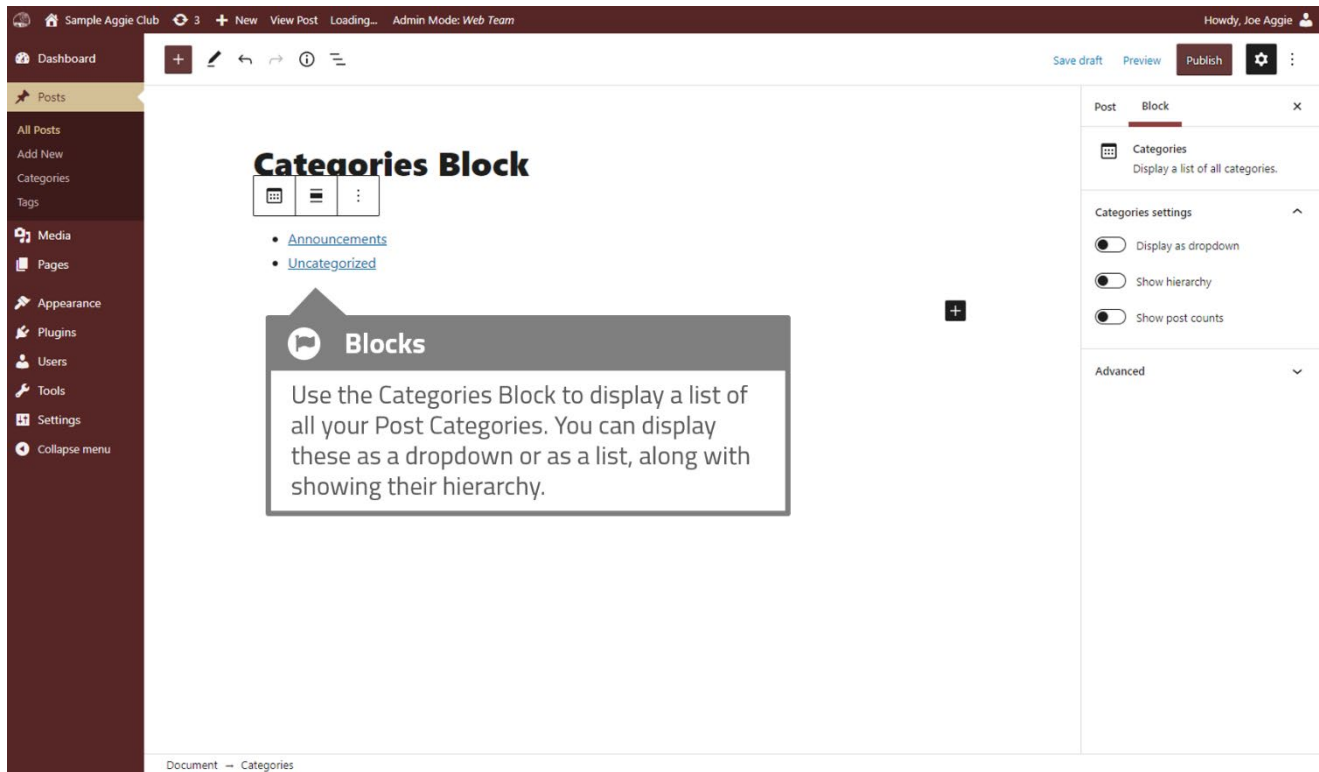 Sample Aggie Club 3 + New View Post Loading... Admin Mode: Web Team Howdy, Joe Aggie
Dashboard
Posts
All Posts
Add New
Categories
Tags
Media
Pages
Appearance
Plugins
Users
Tools
Settings
Collapse menu
Save draft Preview Publish
Categories Block
Announcements
Uncategorized
Blocks
Use the Categories Block to display a list of
all your Post Categories. You can display
these as a dropdown or as a list, along with
showing their hierarchy.
Post Block
Categories
Display a list of all categories.
Categories settings
Display as dropdown
Show hierarchy
Show post counts
Advanced
Document → Categories